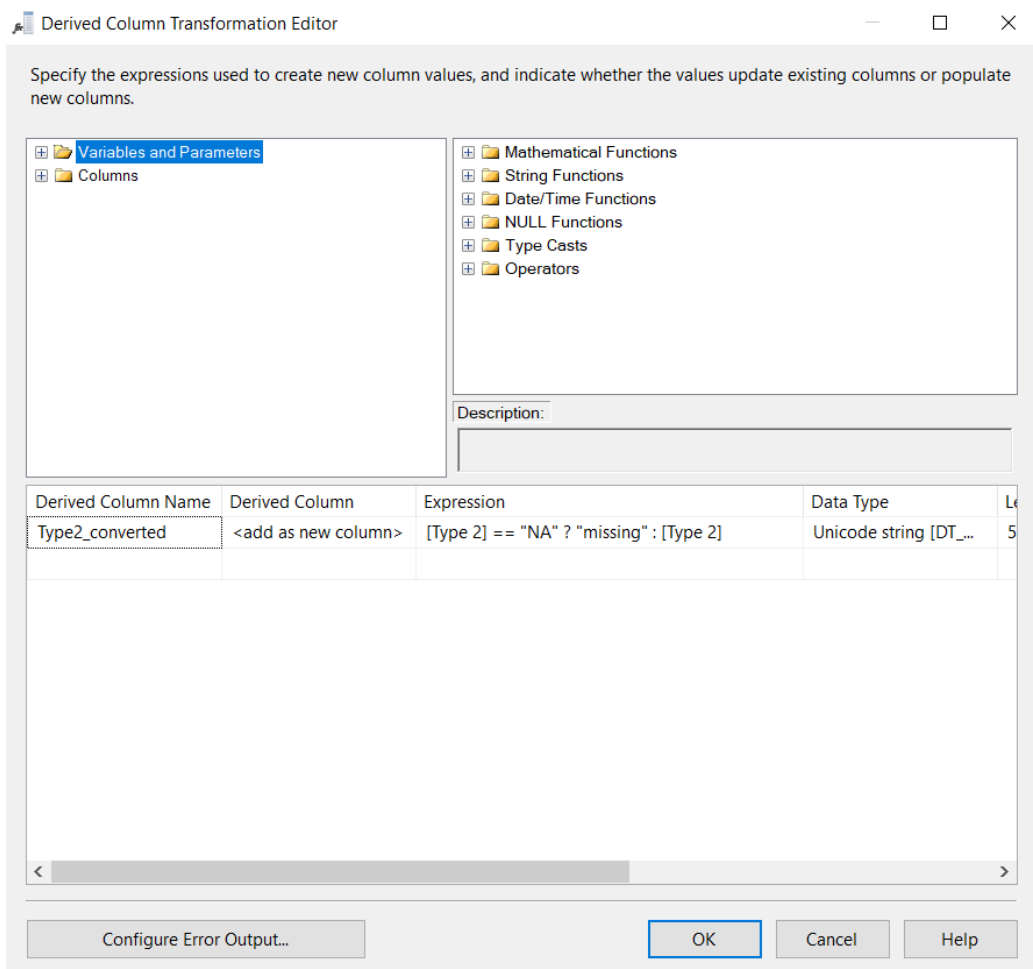 Derived Column Transformation Editor
Specify the expressions used to create new column values, and indicate whether the values update existing columns or populate
new columns.
Variables and Parameters
Columns
Mathematical Functions
String Functions
Date/Time Functions
NULL Functions
Type Casts
Operators
Description:
Derived Column Name Derived Column Expression Data Type Le
Type2_converted <add as new column> [Type 2] == "NA" ? "missing" : [Type 2] Unicode string [DT_... 5
Configure Error Output... OK Cancel Help